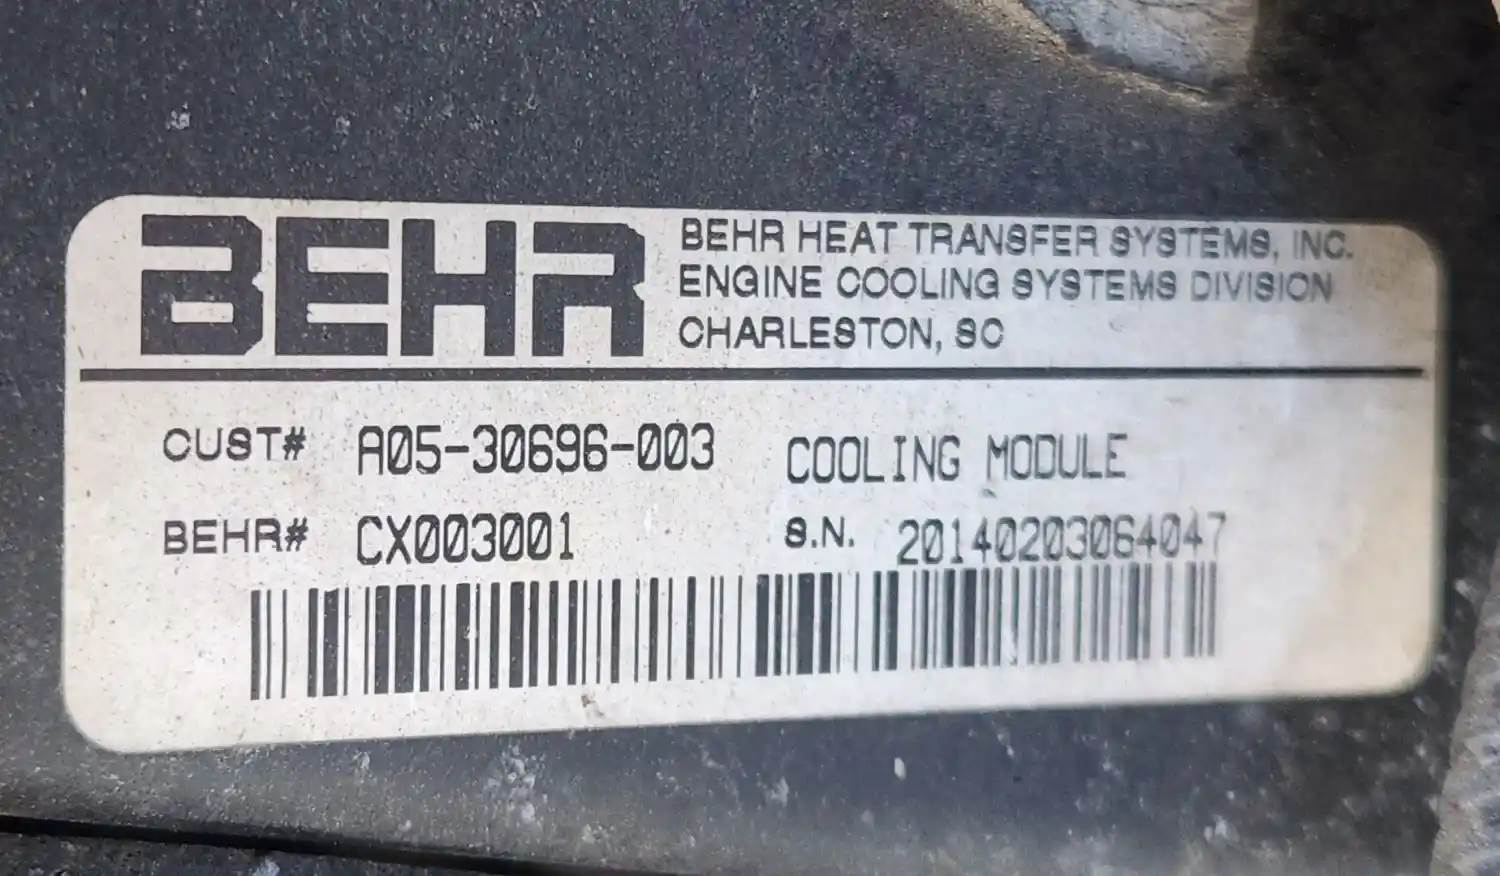 BEHR
BEHR HEAT TRANSFER SYSTEMS, INC.
ENGINE COOLING SYSTEMS DIVISION
CHARLESTON, SC
CUST# A05-30696-003 COOLING MODULE
BEHR# CX003001 S.N. 20140203064047